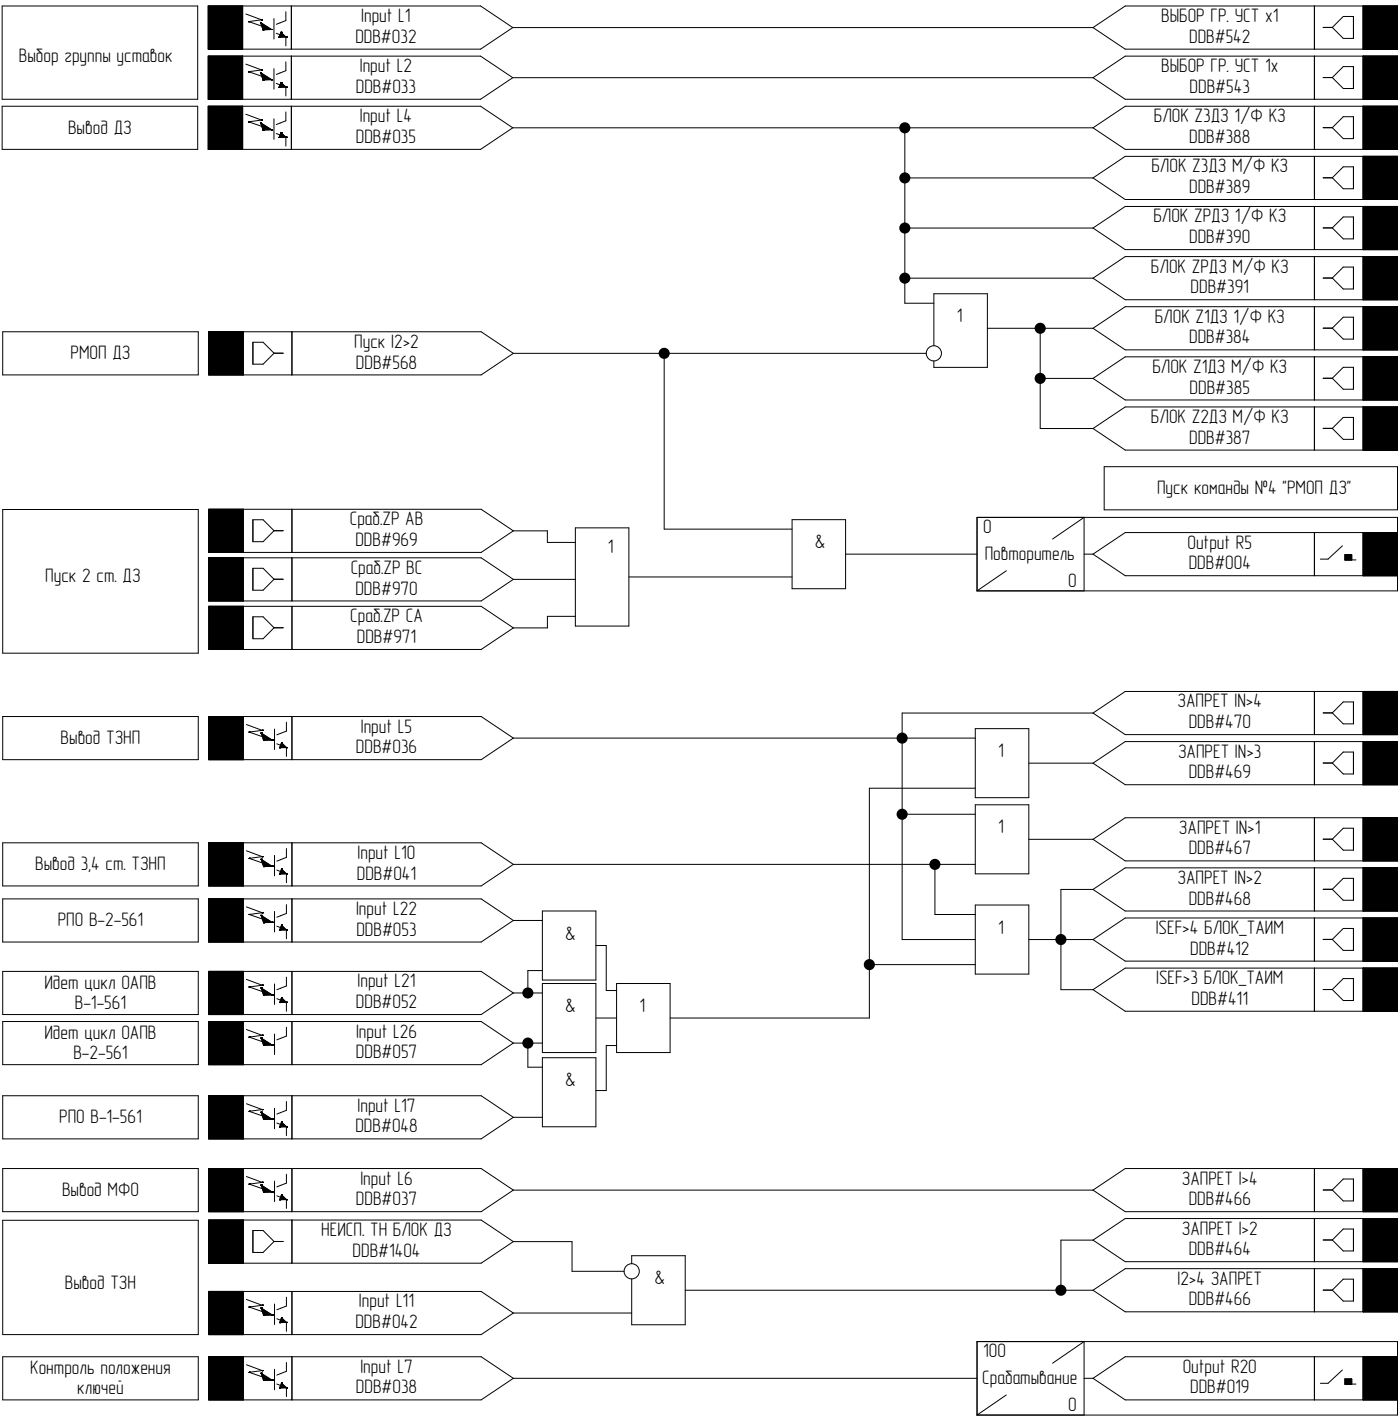 Выбор группы уставок
Input L1
DDB#032
ВЫБОР ГР. УСТ x1
DDB#542
Input L2
DDB#033
ВЫБОР ГР. УСТ 1x
DDB#543
Вывод ДЗ
Input L4
DDB#035
БЛОК Z3ДЗ 1/Ф КЗ
DDB#388
БЛОК Z3ДЗ М/Ф КЗ
DDB#389
БЛОК ZРДЗ 1/Ф КЗ
DDB#390
БЛОК ZРДЗ М/Ф КЗ
DDB#391
1
БЛОК Z1ДЗ 1/Ф КЗ
DDB#384
РМОП ДЗ
Пуск I2>2
DDB#568
БЛОК Z1ДЗ М/Ф КЗ
DDB#385
БЛОК Z2ДЗ М/Ф КЗ
DDB#387
Пуск команды №4 "РМОП ДЗ"
Пуск 2 ст. ДЗ
Сраб.ZP AB
DDB#969
Сраб.ZP BC
DDB#970
Сраб.ZP CA
DDB#971
1
&
0
Повторитель
0
Output R5
DDB#004
Вывод ТЗНП
Input L5
DDB#036
ЗАПРЕТ IN>4
DDB#470
1
ЗАПРЕТ IN>3
DDB#469
1
ЗАПРЕТ IN>1
DDB#467
Вывод 3,4 ст. ТЗНП
Input L10
DDB#041
ЗАПРЕТ IN>2
DDB#468
1
ISEF>4 БЛОК_ТАИМ
DDB#412
ISEF>3 БЛОК_ТАИМ
DDB#411
РПО В-2-561
Input L22
DDB#053
&
Идет цикл ОАПВ
В-1-561
Input L21
DDB#052
&
1
Идет цикл ОАПВ
В-2-561
Input L26
DDB#057
&
РПО В-1-561
Input L17
DDB#048
Вывод МФО
Input L6
DDB#037
ЗАПРЕТ I>4
DDB#466
Вывод ТЗН
НЕИСП. ТН БЛОК ДЗ
DDB#1404
ЗАПРЕТ I>2
DDB#464
&
I2>4 ЗАПРЕТ
DDB#466
Input L11
DDB#042
Контроль положения
ключей
Input L7
DDB#038
100
Срабатывание
0
Output R20
DDB#019